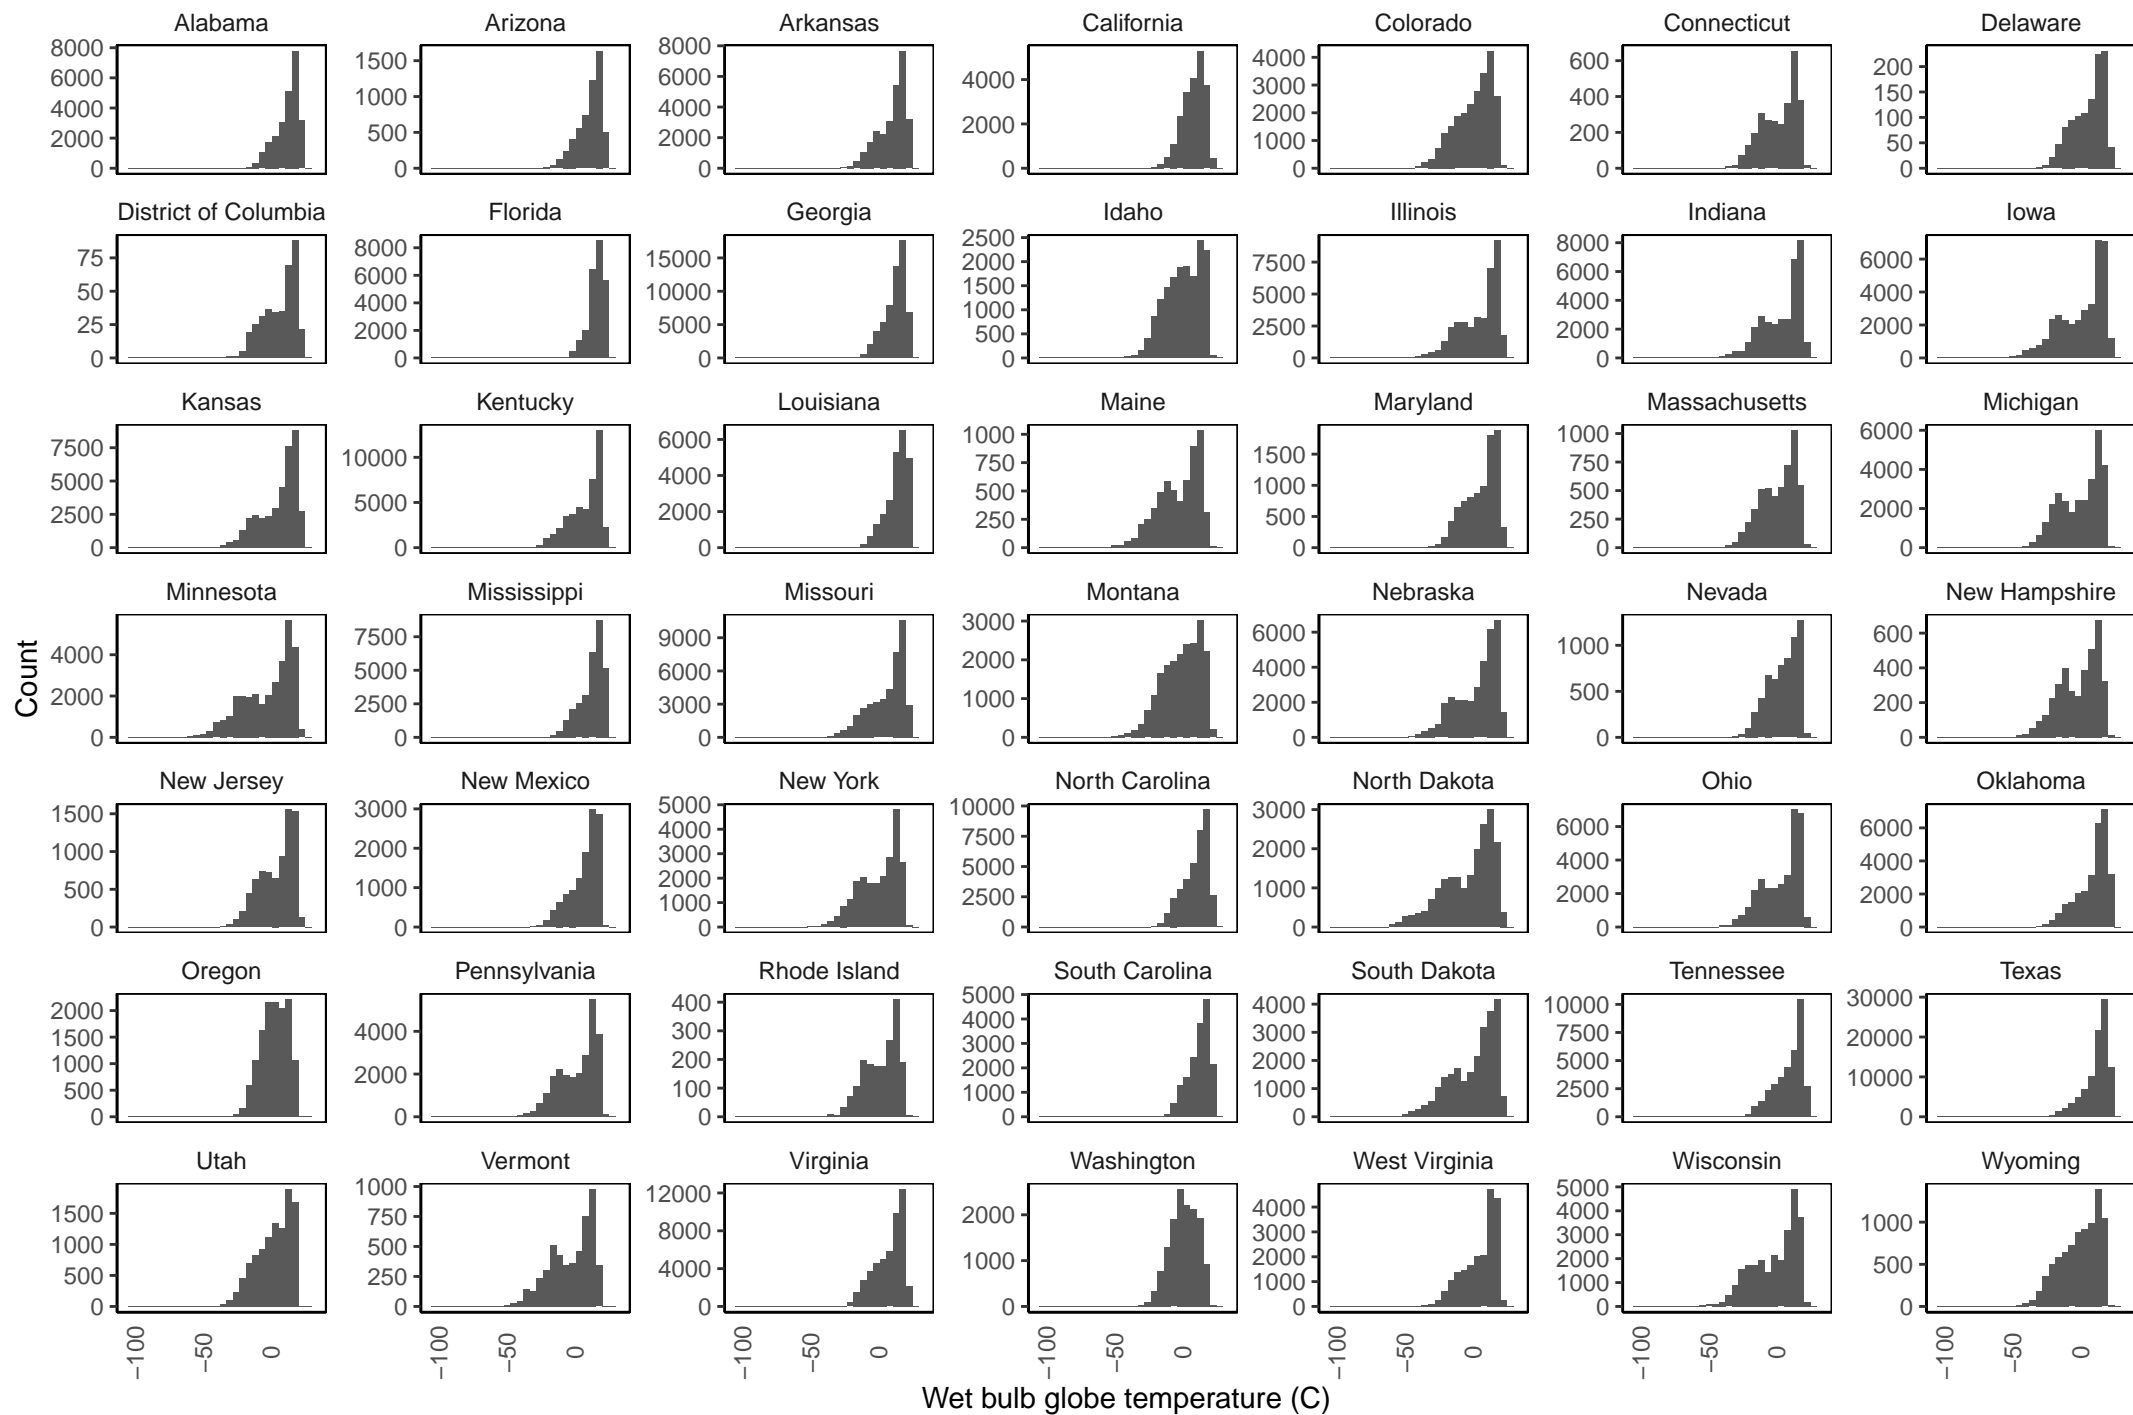 Alabama Arizona Arkansas California Colorado Connecticut Delaware
8000 6000 4000 2000 0
1500 1000 500 0
8000 6000 4000 2000 0
4000 2000 0
4000 3000 2000 1000 0
600 400 200 0
200 150 100 50 0
District of Columbia Florida Georgia Idaho Illinois Indiana Iowa
75 50 25 0
8000 6000 4000 2000 0
15000 10000 5000 0
2500 2000 1500 1000 500 0
7500 5000 2500 0
8000 6000 4000 2000 0
6000 4000 2000 0
Kansas Kentucky Louisiana Maine Maryland Massachusetts Michigan
7500 5000 2500 0
10000 5000 0
6000 4000 2000 0
1000 750 500 250 0
1500 1000 500 0
1000 750 500 250 0
6000 4000 2000 0
Minnesota Mississippi Missouri Montana Nebraska Nevada New Hampshire
4000 2000 0
7500 5000 2500 0
9000 6000 3000 0
3000 2000 1000 0
6000 4000 2000 0
1000 500 0
600 400 200 0
Count
New Jersey New Mexico New York North Carolina North Dakota Ohio Oklahoma
1500 1000 500 0
3000 2000 1000 0
5000 4000 3000 2000 1000 0
10000 7500 5000 2500 0
3000 2000 1000 0
6000 4000 2000 0
6000 4000 2000 0
Oregon Pennsylvania Rhode Island South Carolina South Dakota Tennessee Texas
2000 1500 1000 500 0
4000 2000 0
400 300 200 100 0
5000 4000 3000 2000 1000 0
4000 3000 2000 1000 0
10000 7500 5000 2500 0
30000 20000 10000 0
Utah Vermont Virginia Washington West Virginia Wisconsin Wyoming
1500 1000 500 0
1000 750 500 250 0
12000 8000 4000 0
2000 1000 0
4000 3000 2000 1000 0
5000 4000 3000 2000 1000 0
1000 500 0
−100 −50 0 −100 −50 0 −100 −50 0 −100 −50 0 −100 −50 0 −100 −50 0 −100 −50 0
Wet bulb globe temperature (C)